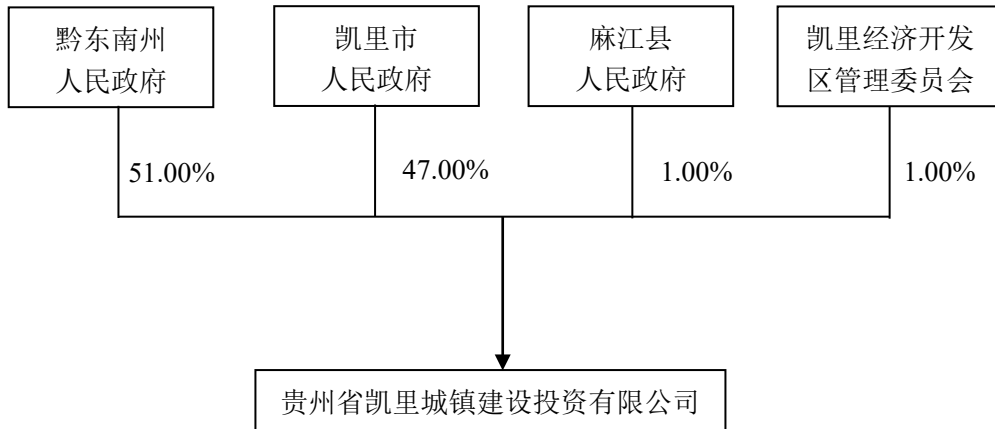 黔东南州
人民政府
凯里市
人民政府
麻江县
人民政府
凯里经济开发
区管理委员会
51.00%
47.00%
1.00%
1.00%
贵州省凯里城镇建设投资有限公司